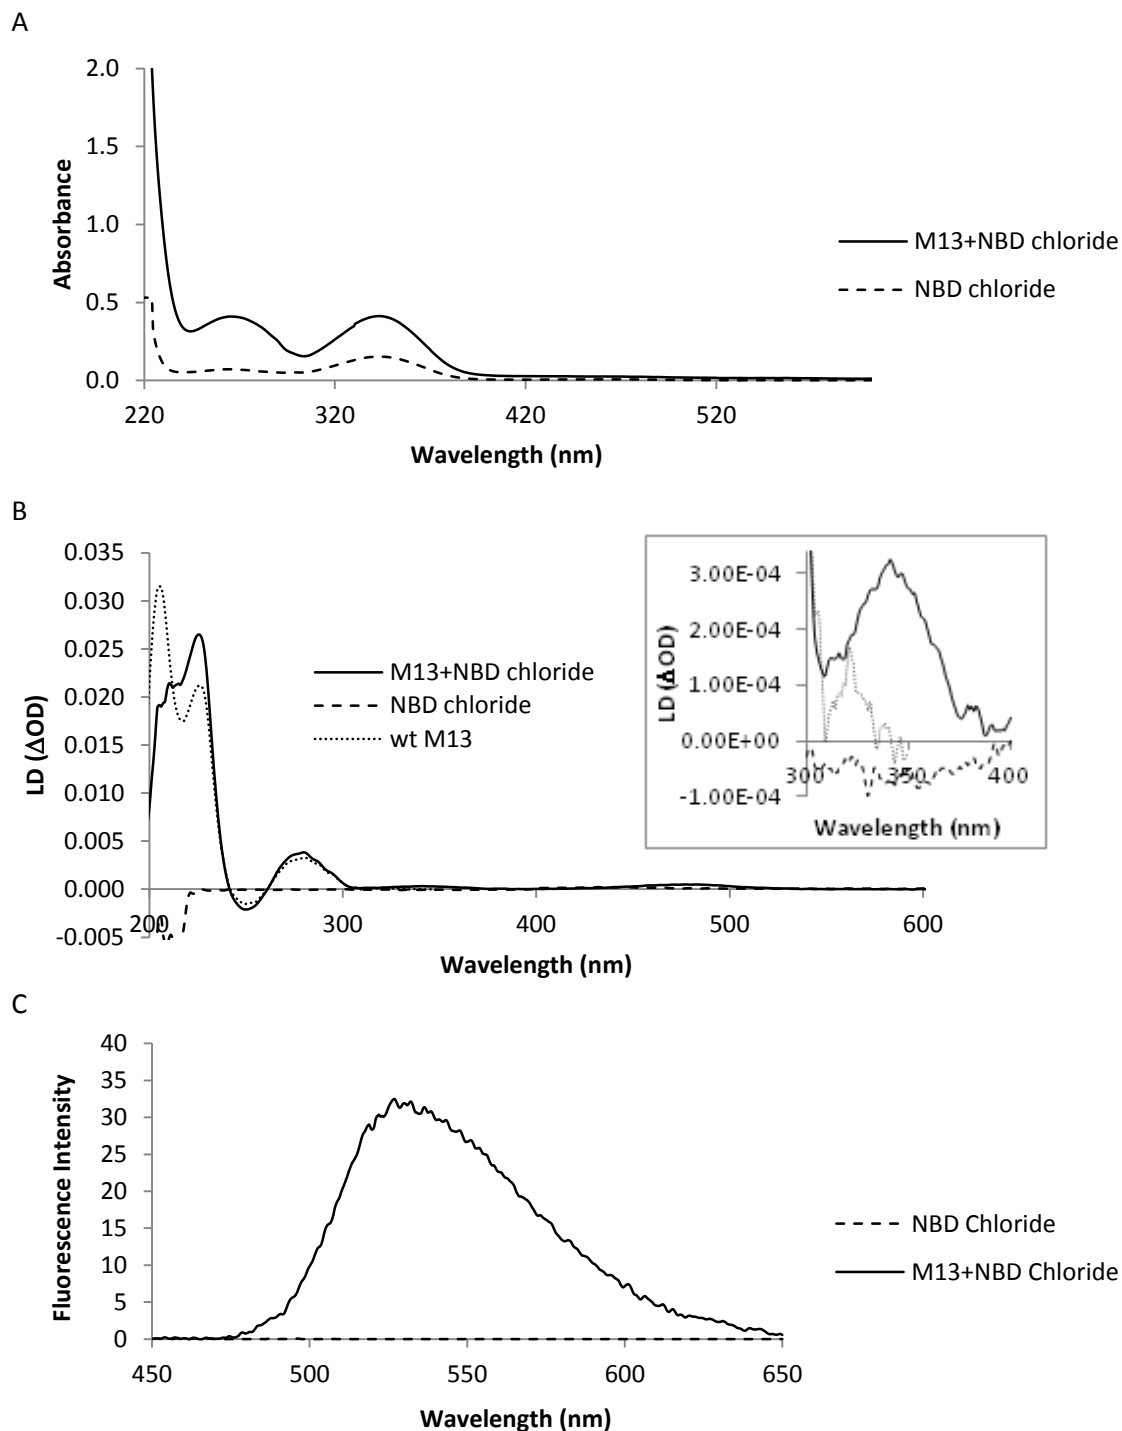 A
2.0
1.5
1.0
0.5
0.0
Absorbance
220 320 420 520
Wavelength (nm)
M13+NBD chloride
NBD chloride
B
0.035
0.030
0.025
0.020
0.015
0.010
0.005
0.000
-0.005
LD (ΔOD)
200 300 400 500 600
Wavelength (nm)
M13+NBD chloride
NBD chloride
wt M13
3.00E-04
2.00E-04
1.00E-04
0.00E+00
-1.00E-04
LD (ΔOD)
300 350 400
Wavelength (nm)
C
40
35
30
25
20
15
10
5
0
Fluorescence Intensity
450 500 550 600 650
Wavelength (nm)
NBD Chloride
M13+NBD Chloride